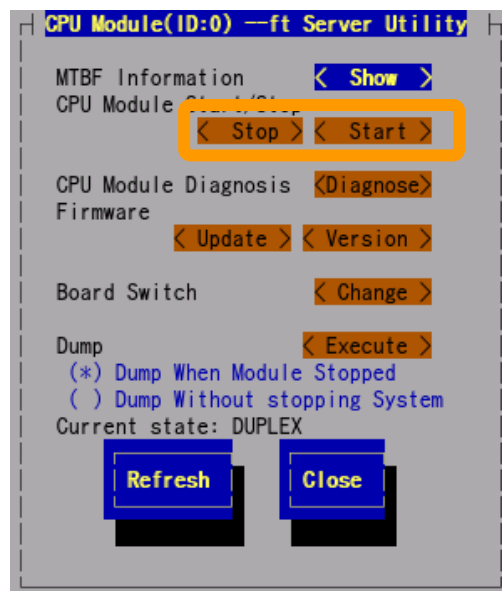 CPU Module(ID:0) --ft Server Utility
MTBF Information < Show >
CPU Module Start/Stop
< Stop > < Start >
CPU Module Diagnosis <Diagnose>
Firmware
< Update > < Version >
Board Switch < Change >
Dump < Execute >
(*) Dump When Module Stopped
( ) Dump Without stopping System
Current state: DUPLEX
Refresh Close